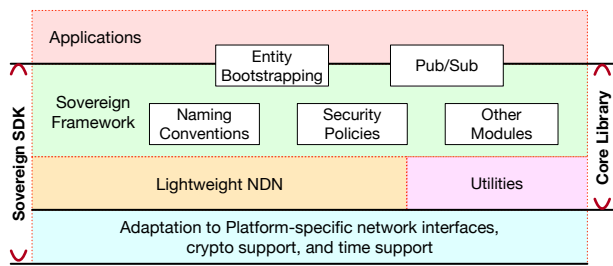 Applications
Entity
Bootstrapping
Pub/Sub
Sovereign SDK
Sovereign
Framework
Naming
Conventions
Security
Policies
Other
Modules
Core Library
Lightweight NDN
Utilities
Adaptation to Platform-specific network interfaces,
crypto support, and time support